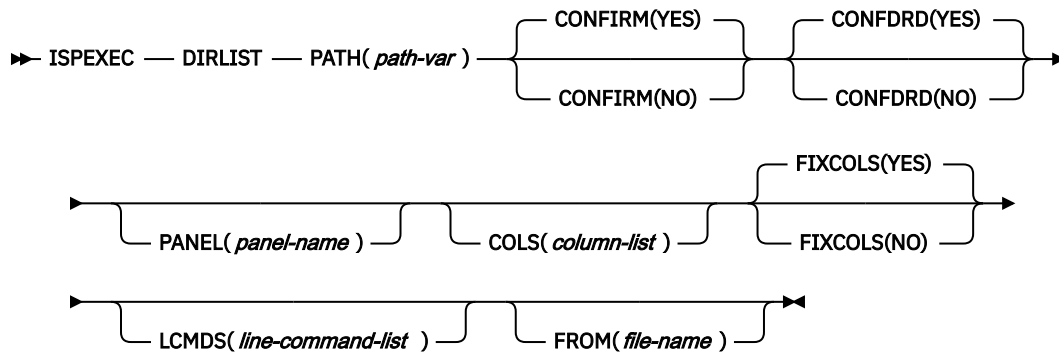 CONFIRM(YES) CONFDRD(YES)
ISPEXEC DIRLIST PATH( path-var )
CONFIRM(NO) CONFDRD(NO)
FIXCOLS(YES)
PANEL( panel-name ) COLS( column-list ) FIXCOLS(NO)
LCMDS( line-command-list ) FROM( file-name )